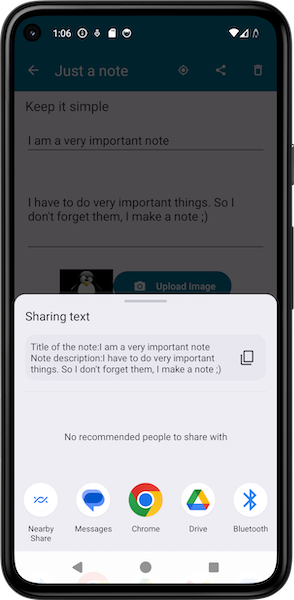 1:06
Just a note
Keep it simple
I am a very important note
I have to do very important things. So I
don't forget them, I make a note ;)
Upload Image
Sharing text
Title of the note:I am a very important note
Note description:I have to do very important
things. So I don't forget them, I make a note ;)
No recommended people to share with
Nearby
Share
Messages
Chrome
Drive
Bluetooth